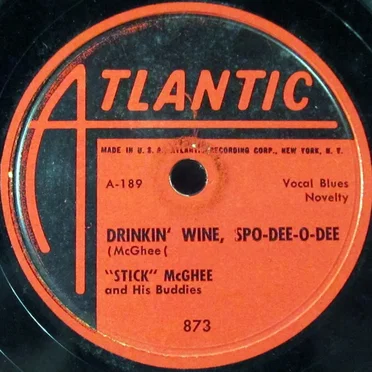 ATLANTIC
MADE IN U. S. A., ATLANTIC RECORDING CORP., NEW YORK, N. Y.
A-189
Vocal Blues
Novelty
DRINKIN' WINE, SPO-DEE-O-DEE
(McGhee(
"STICK" McGHEE
and His Buddies
873